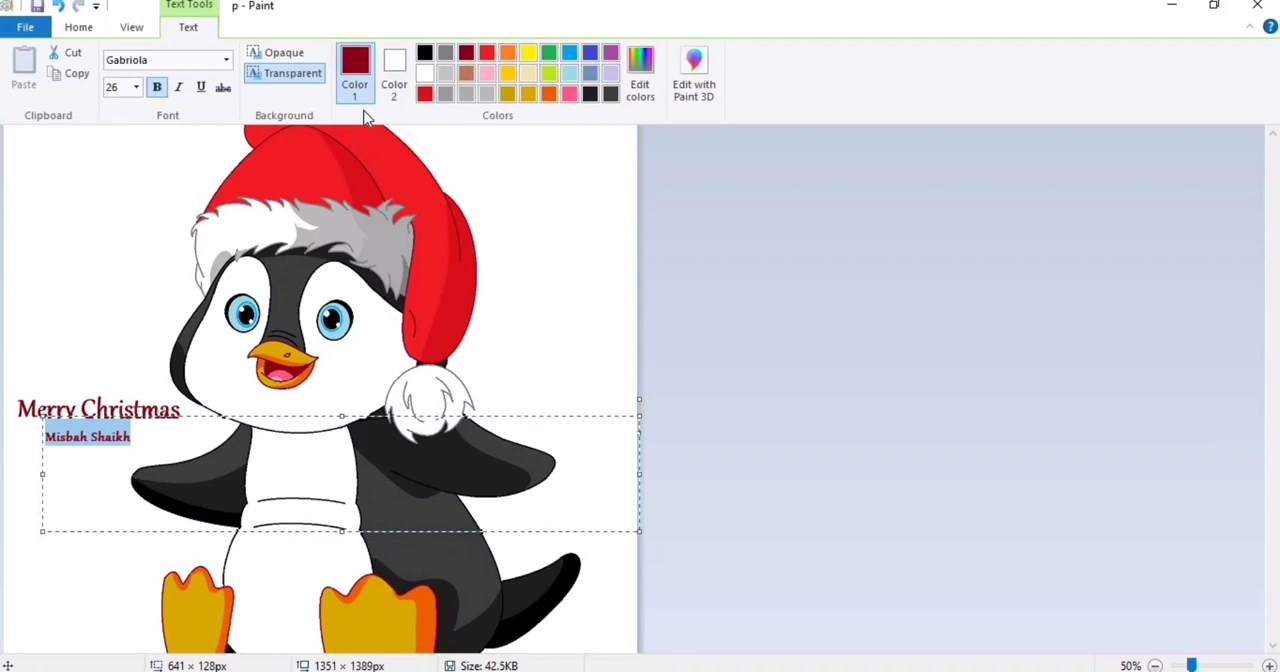 Text Tools
p - Paint
File
Home
View
Text
Paste
Cut
Copy
Clipboard
Gabriola
26
B
I
U
abc
Font
Opaque
Transparent
Background
Color
1
Color
2
Edit
colors
Colors
Edit with
Paint 3D
Merry Christmas
Misbah Shaikh
641 × 128px
1351 × 1389px
Size: 42.5KB
50%